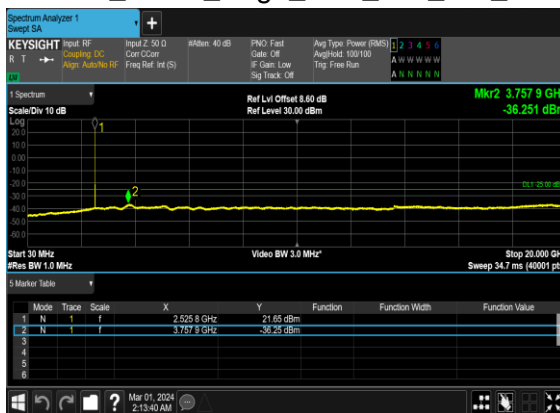 Spectrum Analyzer 1
Swept SA
KEYSIGHT Input: RF Input Z: 50 Ω #Atten: 40 dB PNO: Fast Avg Type: Power (RMS) 1 2 3 4 5 6
R T Coupling: DC Corr CCorr Gate: Off Avg|Hold: 100/100 A W W W W W
Align: Auto/No RF Freq Ref: Int (S) IF Gain: Low Trig: Free Run
Sig Track: Off A N N N N N
1 Spectrum Ref Lvl Offset 8.60 dB Mkr2 3.757 9 GH
Scale/Div 10 dB Ref Level 30.00 dBm -36.251 dBr
Log
20.0
1
10.0
0.00
-10.0
-20.0
2
DL1 -25.00 dB
-30.0
-40.0
-50.0
-60.0
Start 30 MHz Video BW 3.0 MHz* Stop 20.000 GH
#Res BW 1.0 MHz Sweep 34.7 ms (40001 pt
5 Marker Table
Mode Trace Scale X Y Function Function Width Function Value
1 N 1 f 2.525 8 GHz 21.65 dBm
2 N 1 f 3.757 9 GHz -36.25 dBm
3
4
5
6
? Mar 01, 2024
2:13:40 AM